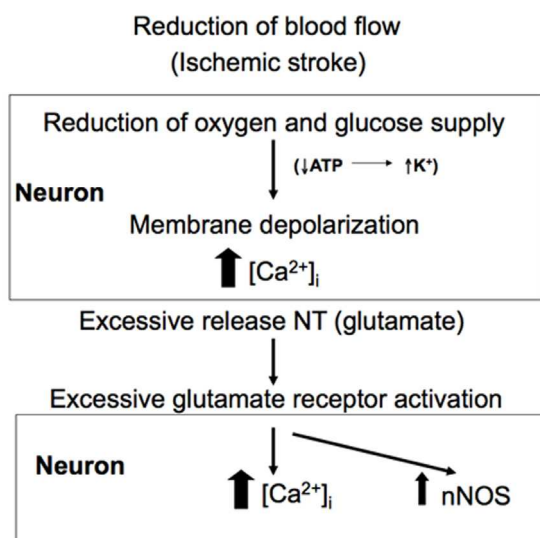 Reduction of blood flow
(Ischemic stroke)
Reduction of oxygen and glucose supply
(↓ATP → ↑K⁺)
Neuron
Membrane depolarization
[Ca²⁺]ᵢ
Excessive release NT (glutamate)
Excessive glutamate receptor activation
Neuron
[Ca²⁺]ᵢ nNOS